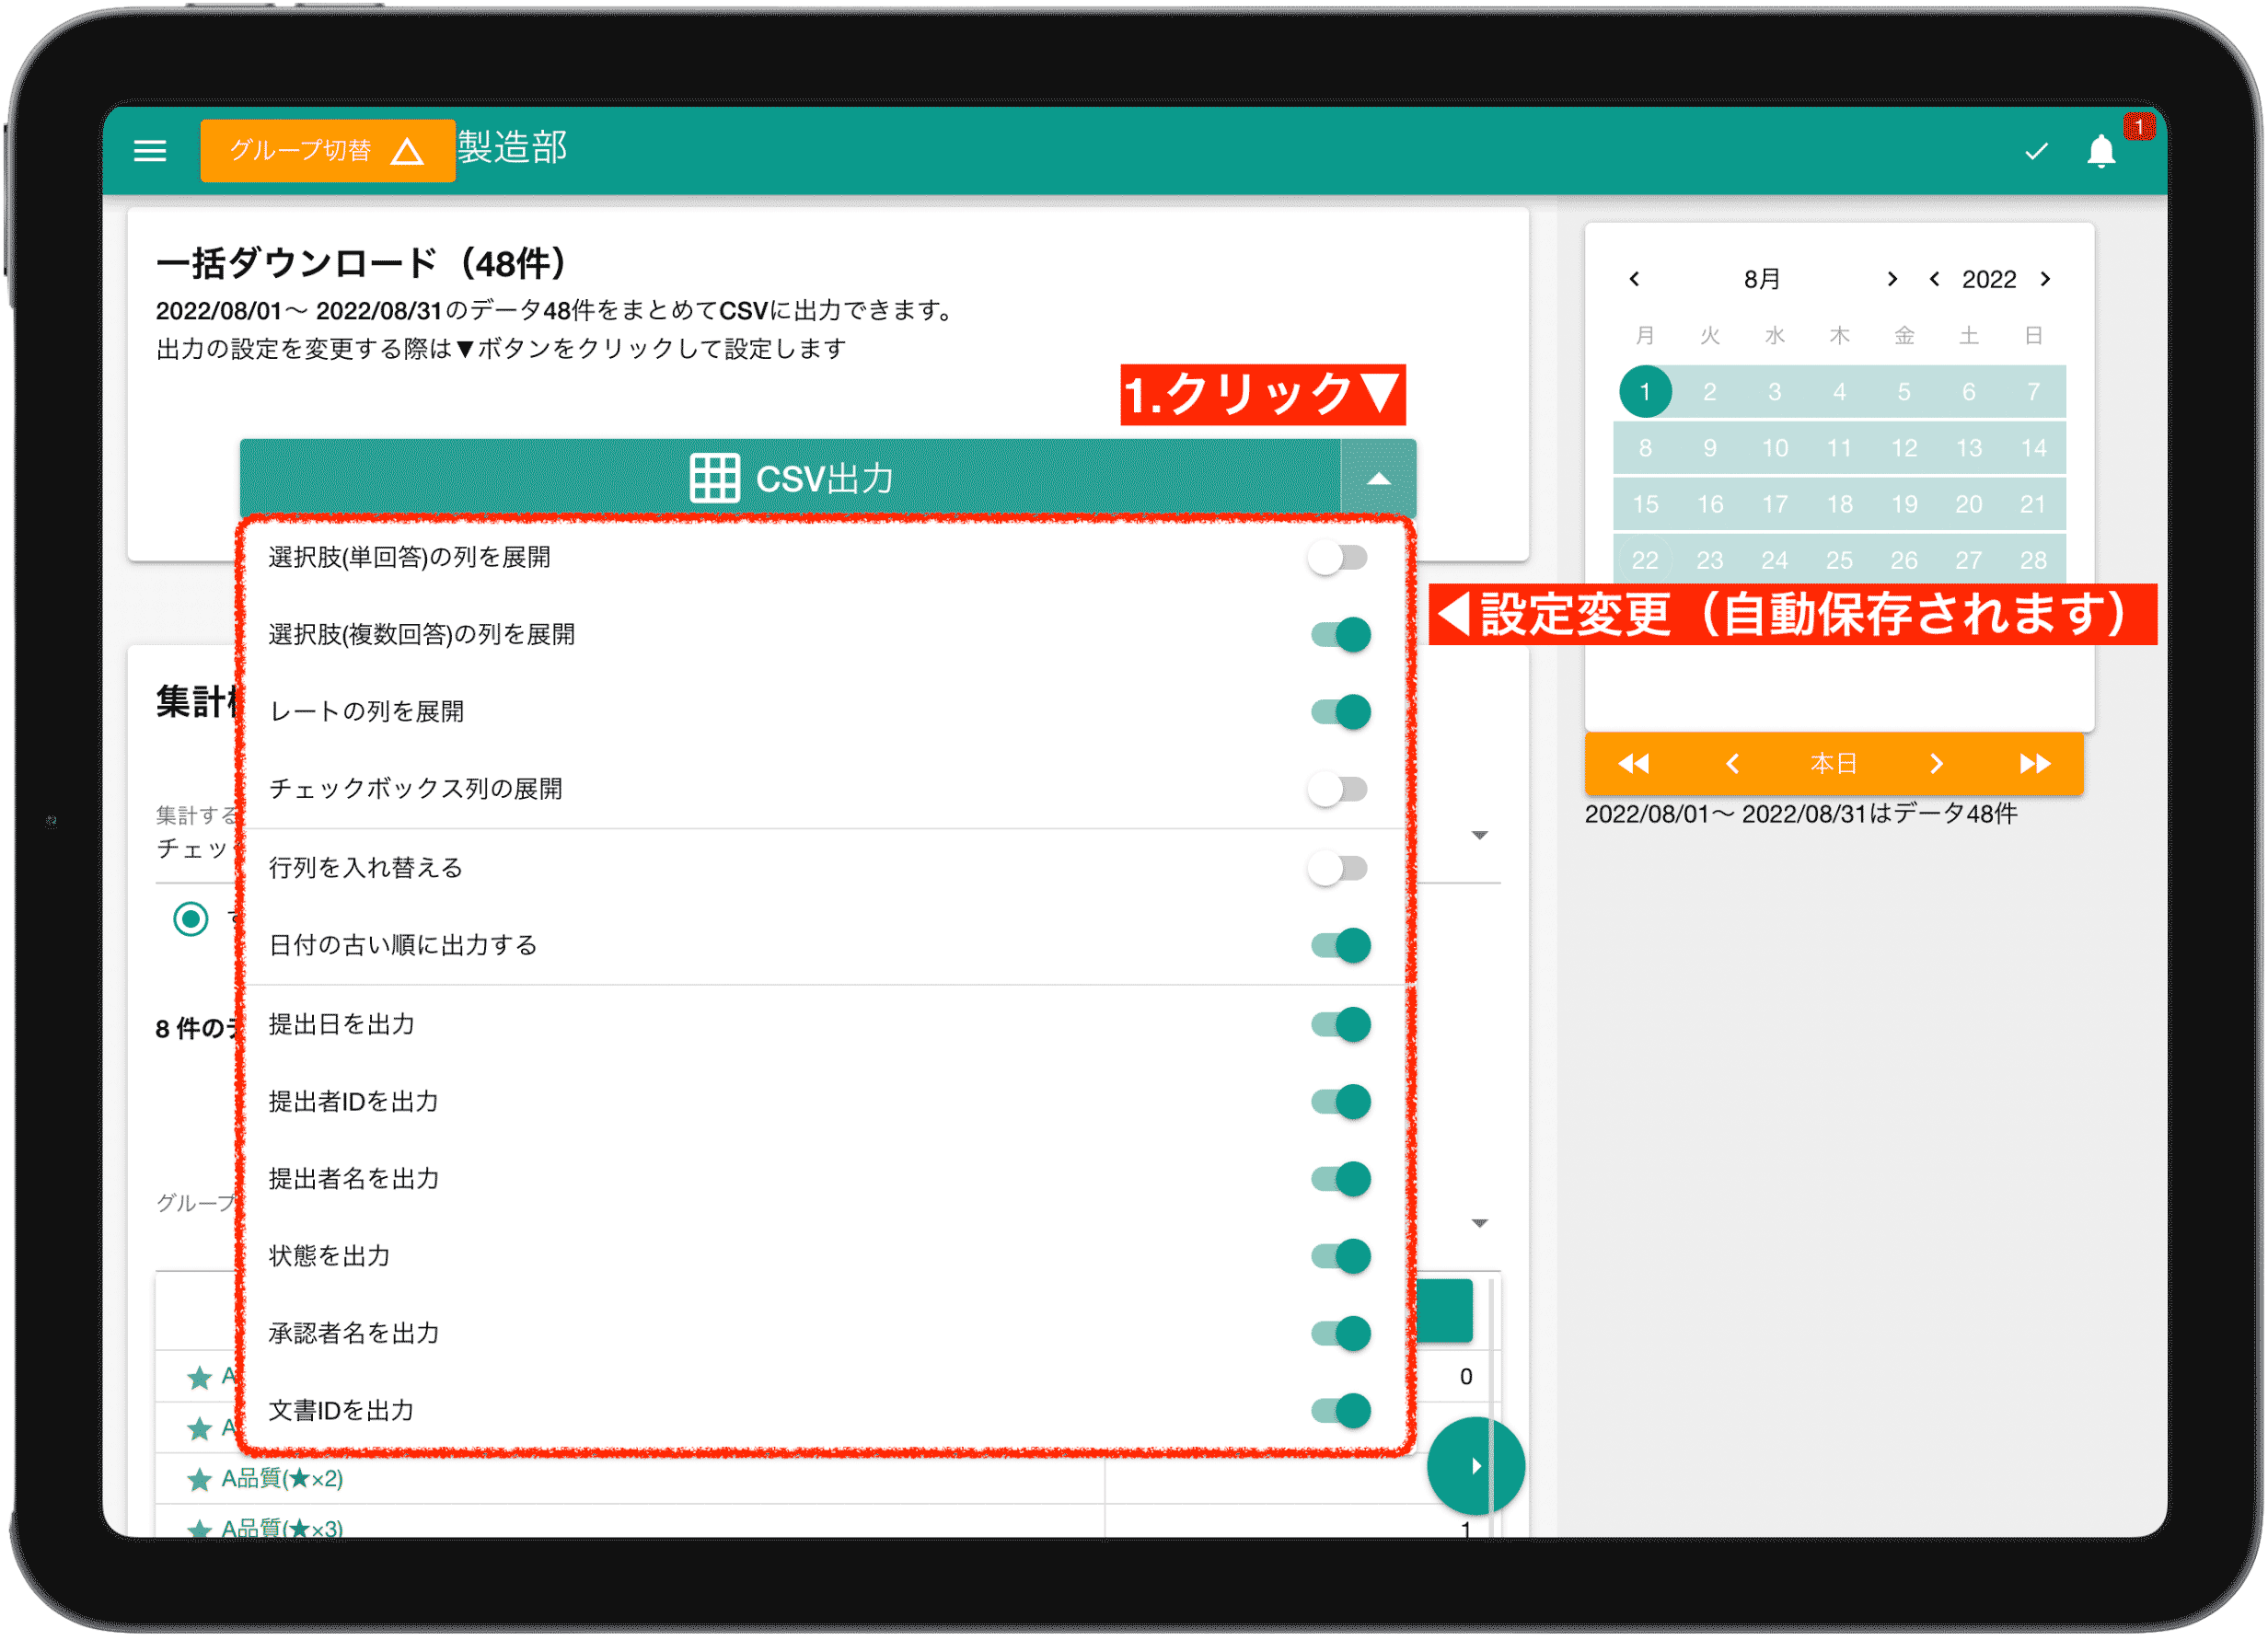 グループ切替 製造部
1
一括ダウンロード（48件）
2022/08/01〜 2022/08/31のデータ48件をまとめてCSVに出力できます。
出力の設定を変更する際は▼ボタンをクリックして設定します
1.クリック▼
CSV出力
選択肢(単回答)の列を展開
選択肢(複数回答)の列を展開
レートの列を展開
チェックボックス列の展開
行列を入れ替える
日付の古い順に出力する
提出日を出力
提出者IDを出力
提出者名を出力
状態を出力
承認者名を出力
文書IDを出力
◀設定変更（自動保存されます）
集計
集計する
チェッ
8 件の
グループ
A
0
A
A品質(★×2)
A品質(★×3)
1
8月 2022
月 火 水 木 金 土 日
1 2 3 4 5 6 7
8 9 10 11 12 13 14
15 16 17 18 19 20 21
22 23 24 25 26 27 28
本日
2022/08/01〜 2022/08/31はデータ48件